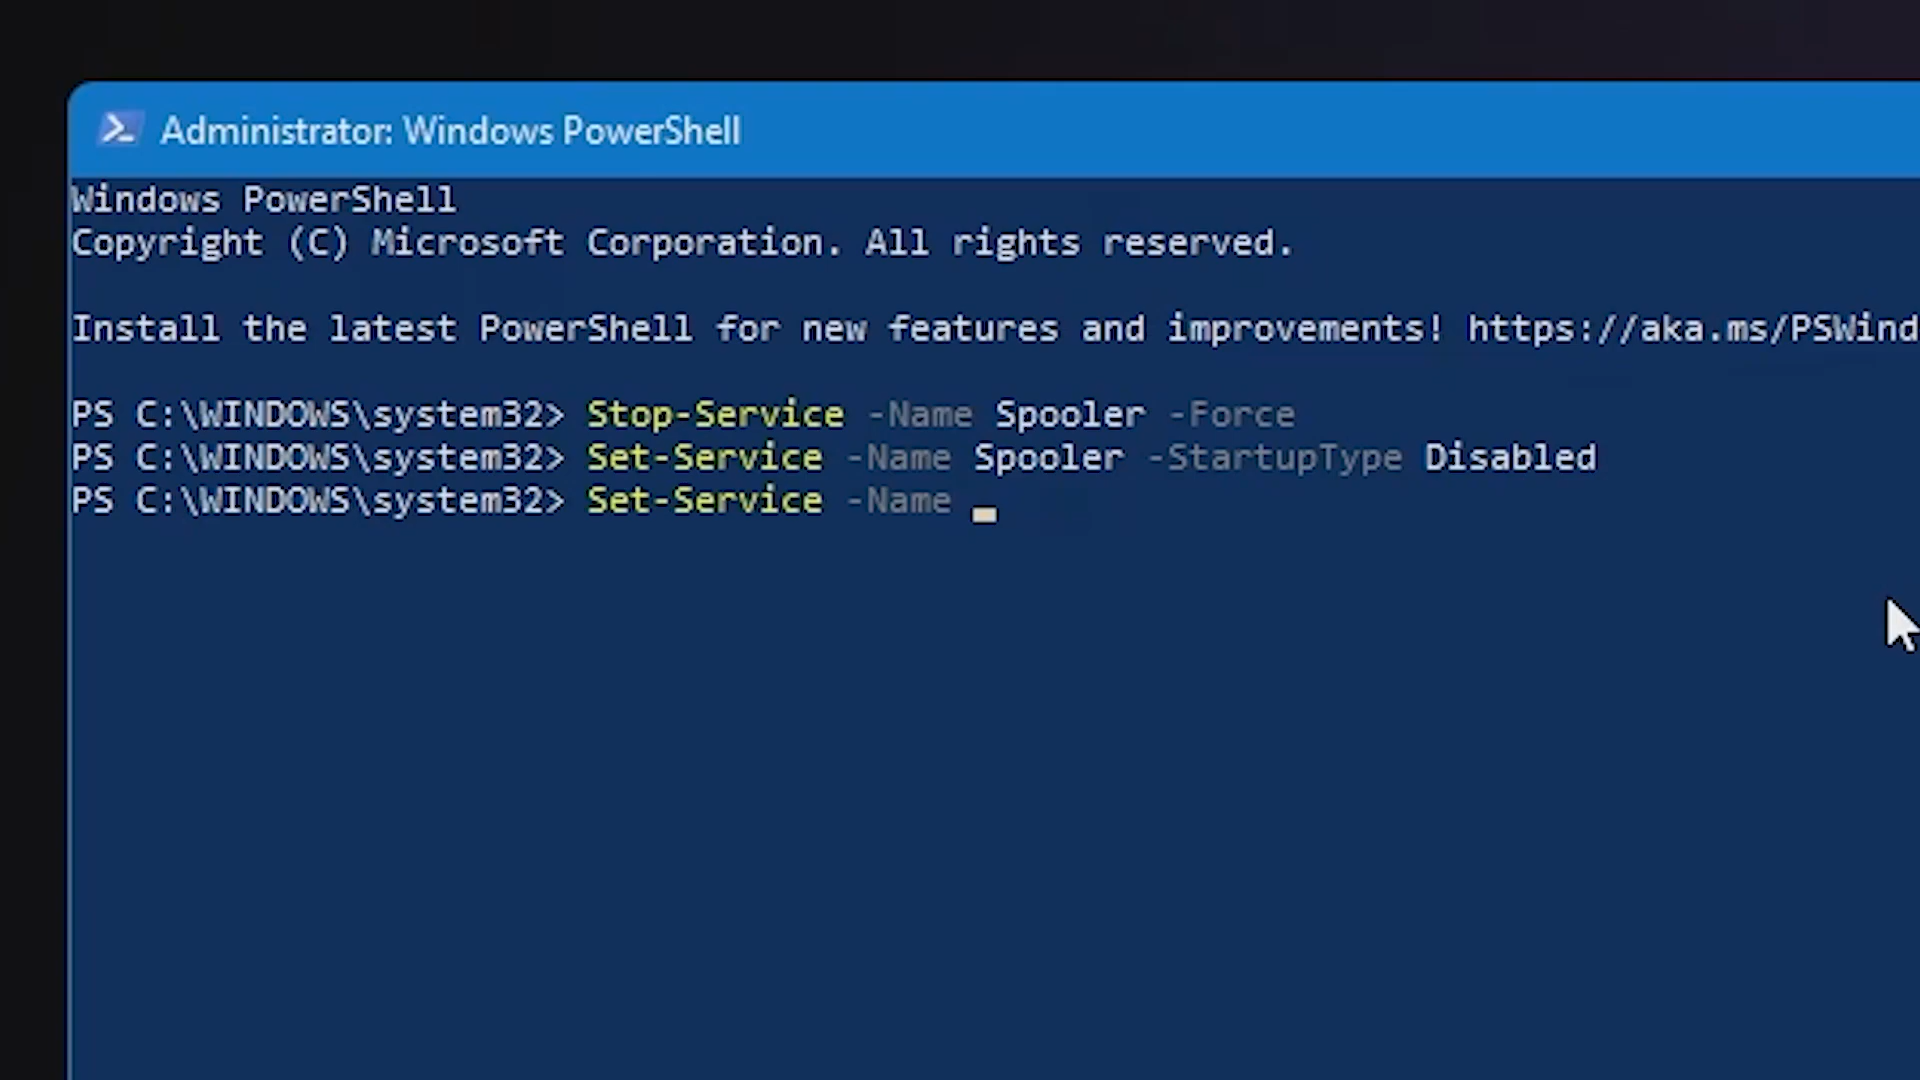 Administrator: Windows PowerShell
Windows PowerShell
Copyright (C) Microsoft Corporation. All rights reserved.
Install the latest PowerShell for new features and improvements! https://aka.ms/PSWind
PS C:\WINDOWS\system32> Stop-Service -Name Spooler -Force
PS C:\WINDOWS\system32> Set-Service -Name Spooler -StartupType Disabled
PS C:\WINDOWS\system32> Set-Service -Name